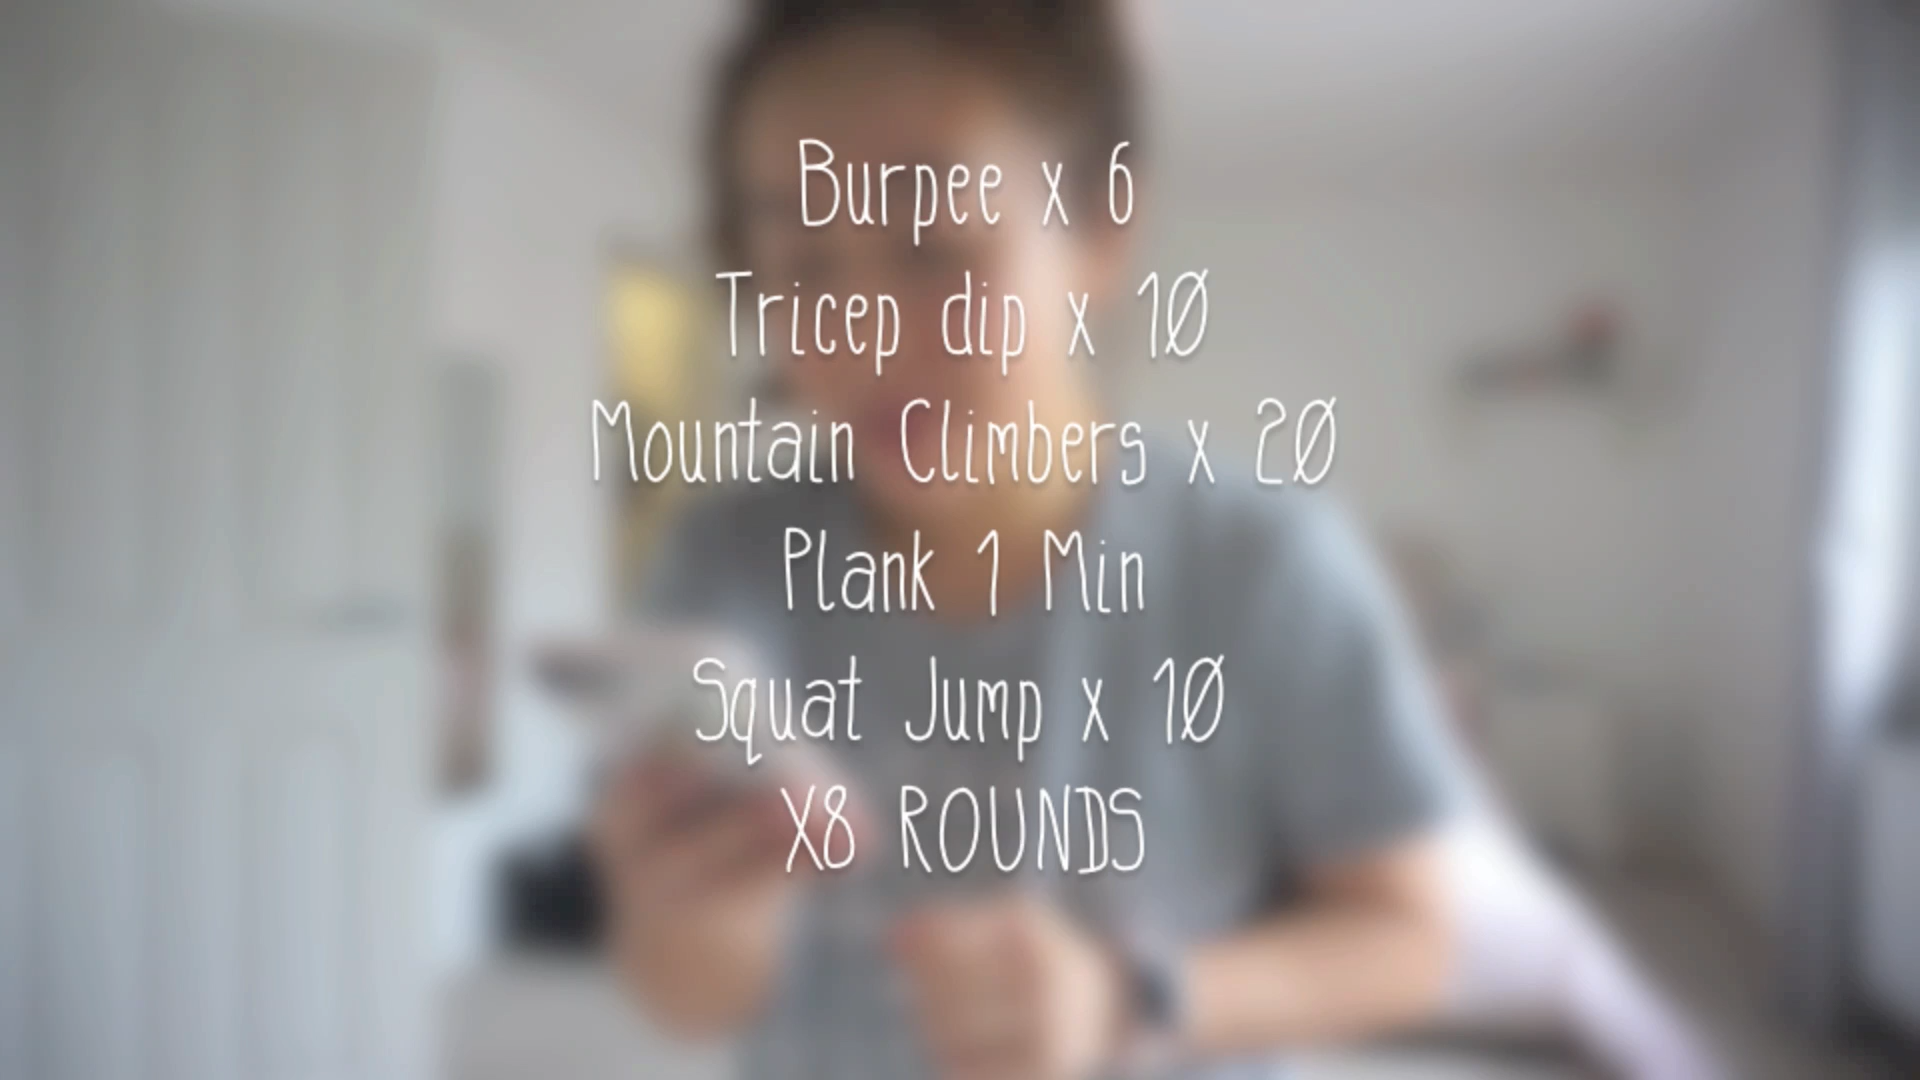 Burpee x 6
Tricep dip x 10
Mountain Climbers x 20
Plank 1 Min
Squat Jump x 10
X8 ROUNDS